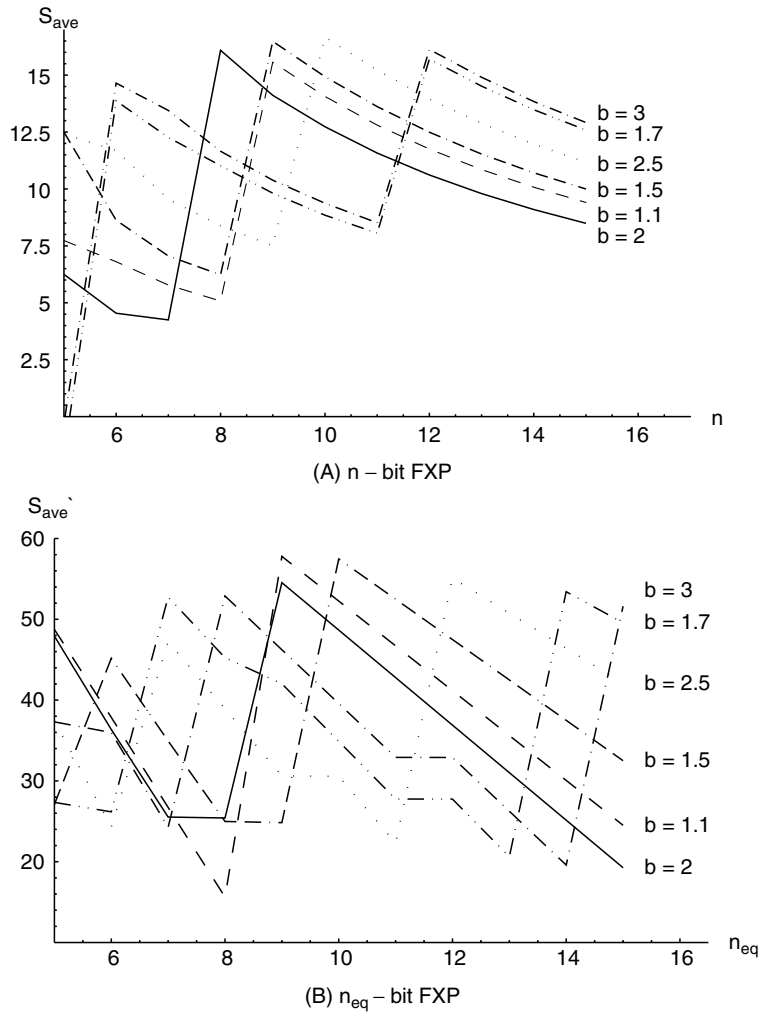 S_ave
15
12.5
10
7.5
5
2.5
b = 3
b = 1.7
b = 2.5
b = 1.5
b = 1.1
b = 2
6 8 10 12 14 16 n
(A) n – bit FXP
S_ave`
60
50
40
30
20
b = 3
b = 1.7
b = 2.5
b = 1.5
b = 1.1
b = 2
6 8 10 12 14 16 n_eq
(B) n_eq – bit FXP